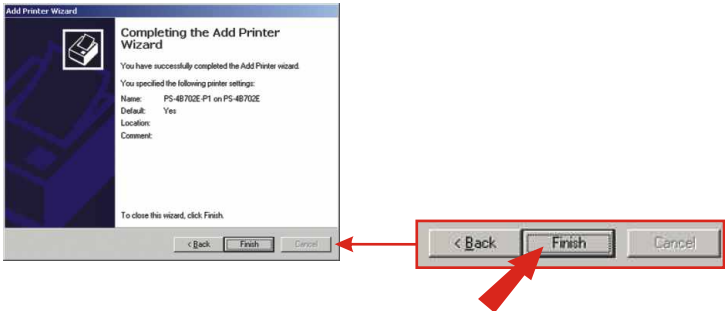 Add Printer Wizard
Completing the Add Printer
Wizard
You have successfully completed the Add Printer wizard.
You specified the following printer settings:
Name: PS-4B702E-P1 on PS-4B702E
Default: Yes
Location:
Comment:
To close this wizard, click Finish.
< Back Finish Cancel
< Back Finish Cancel